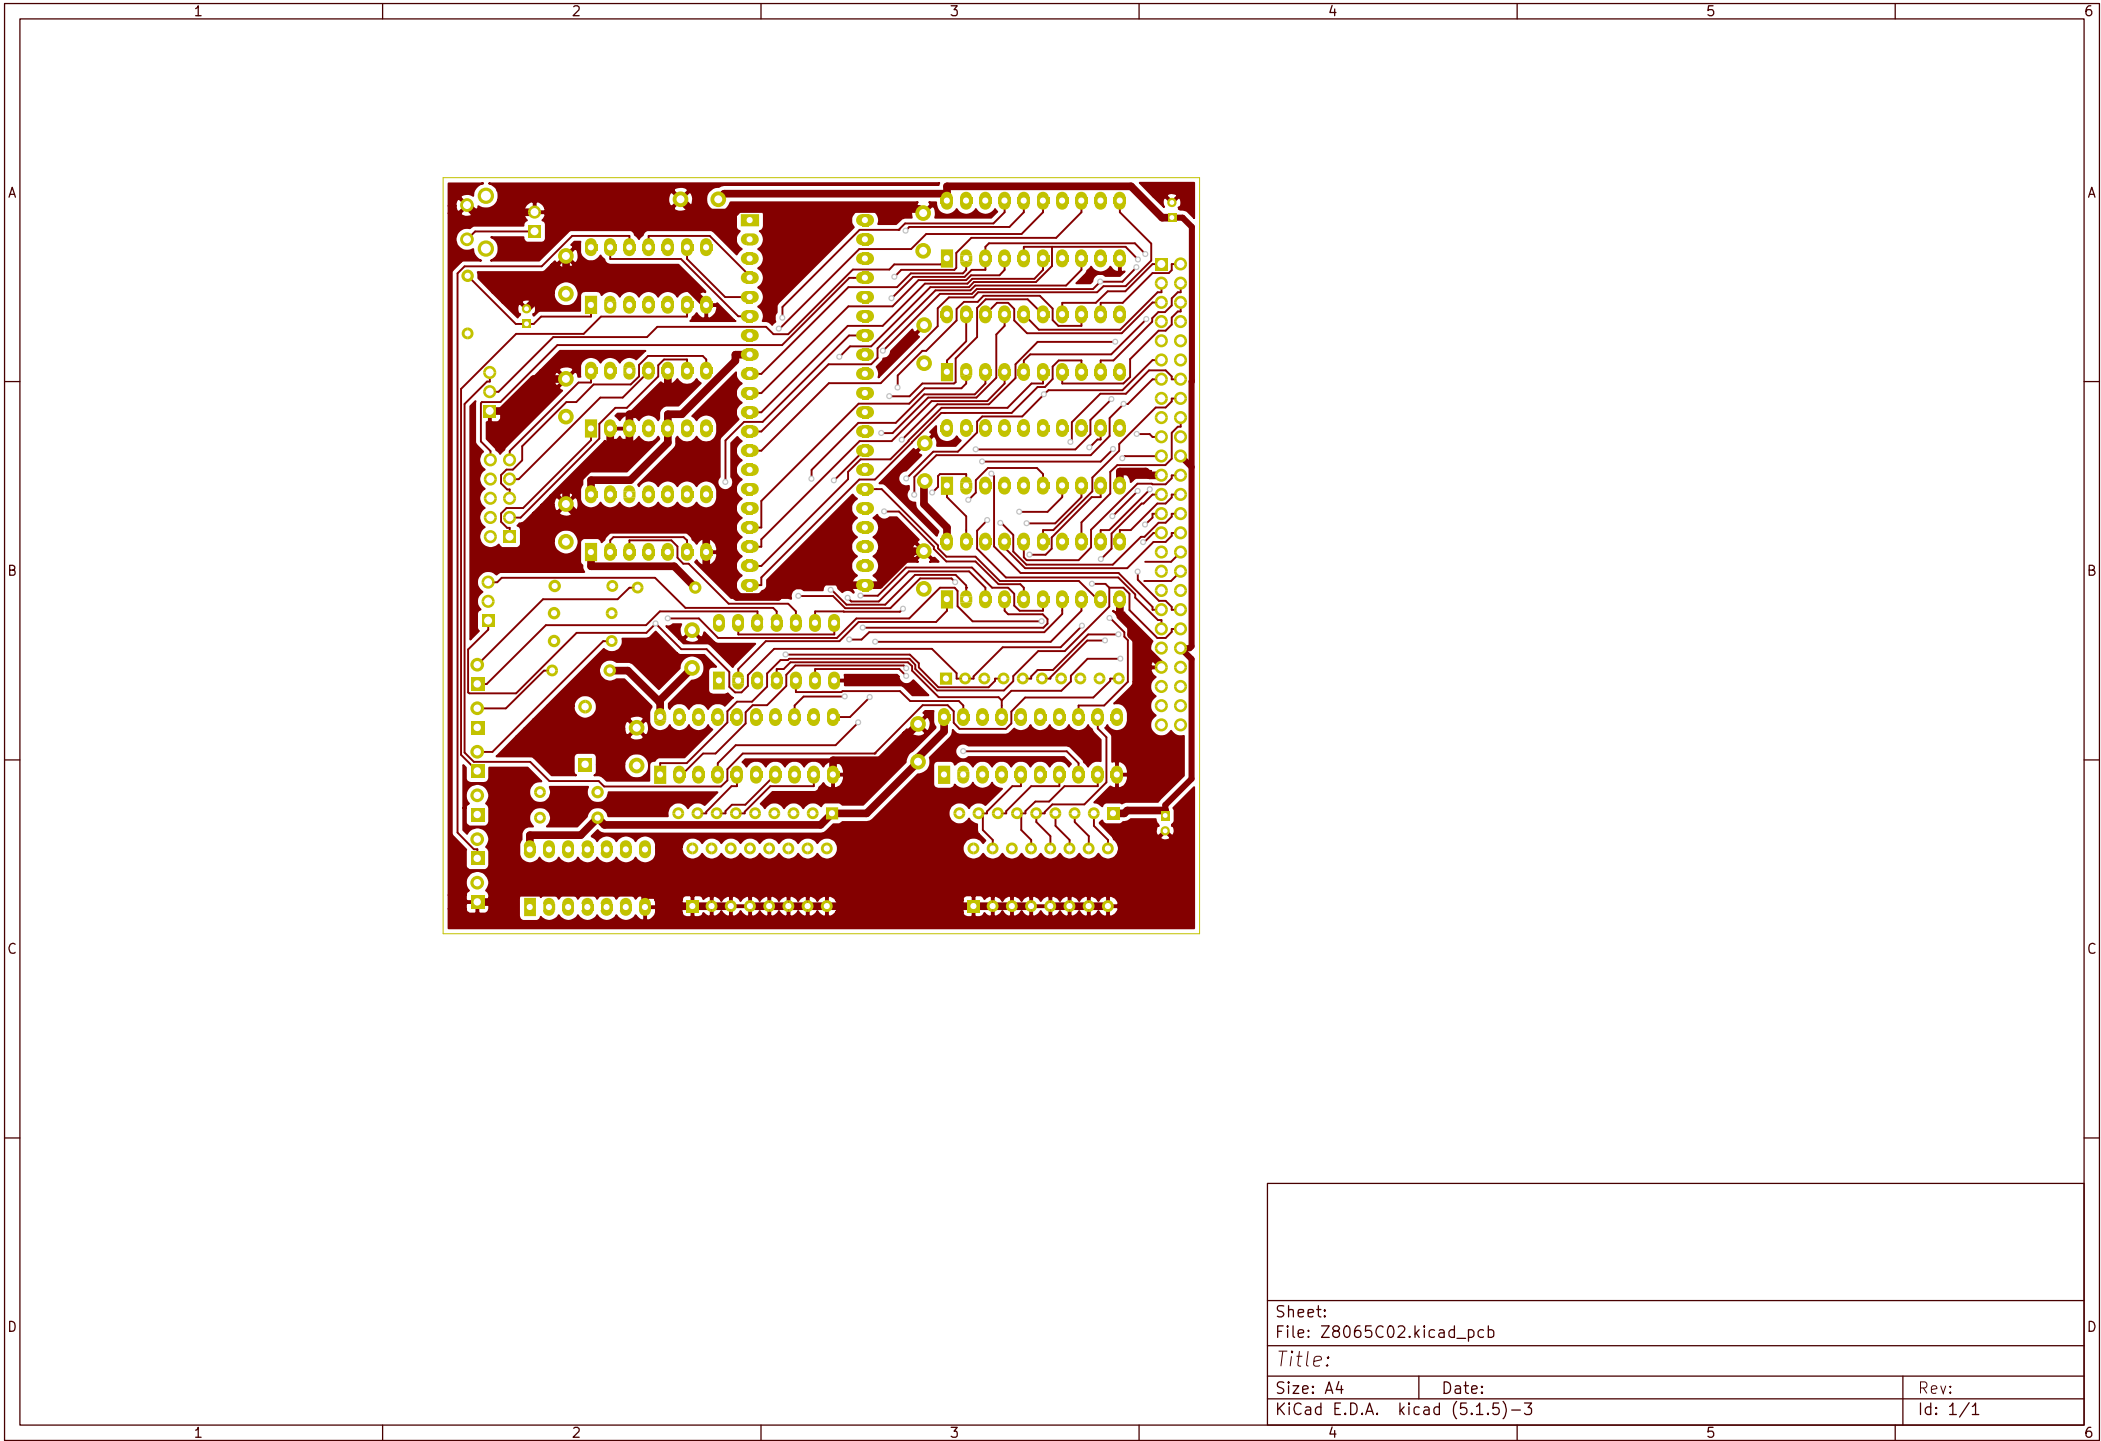 1 2 3 4 5 6
A A
B B
C C
D D
Sheet:
File: Z8065C02.kicad_pcb
Title:
Size: A4 Date: Rev:
KiCad E.D.A. kicad (5.1.5)-3 Id: 1/1
1 2 3 4 5 6